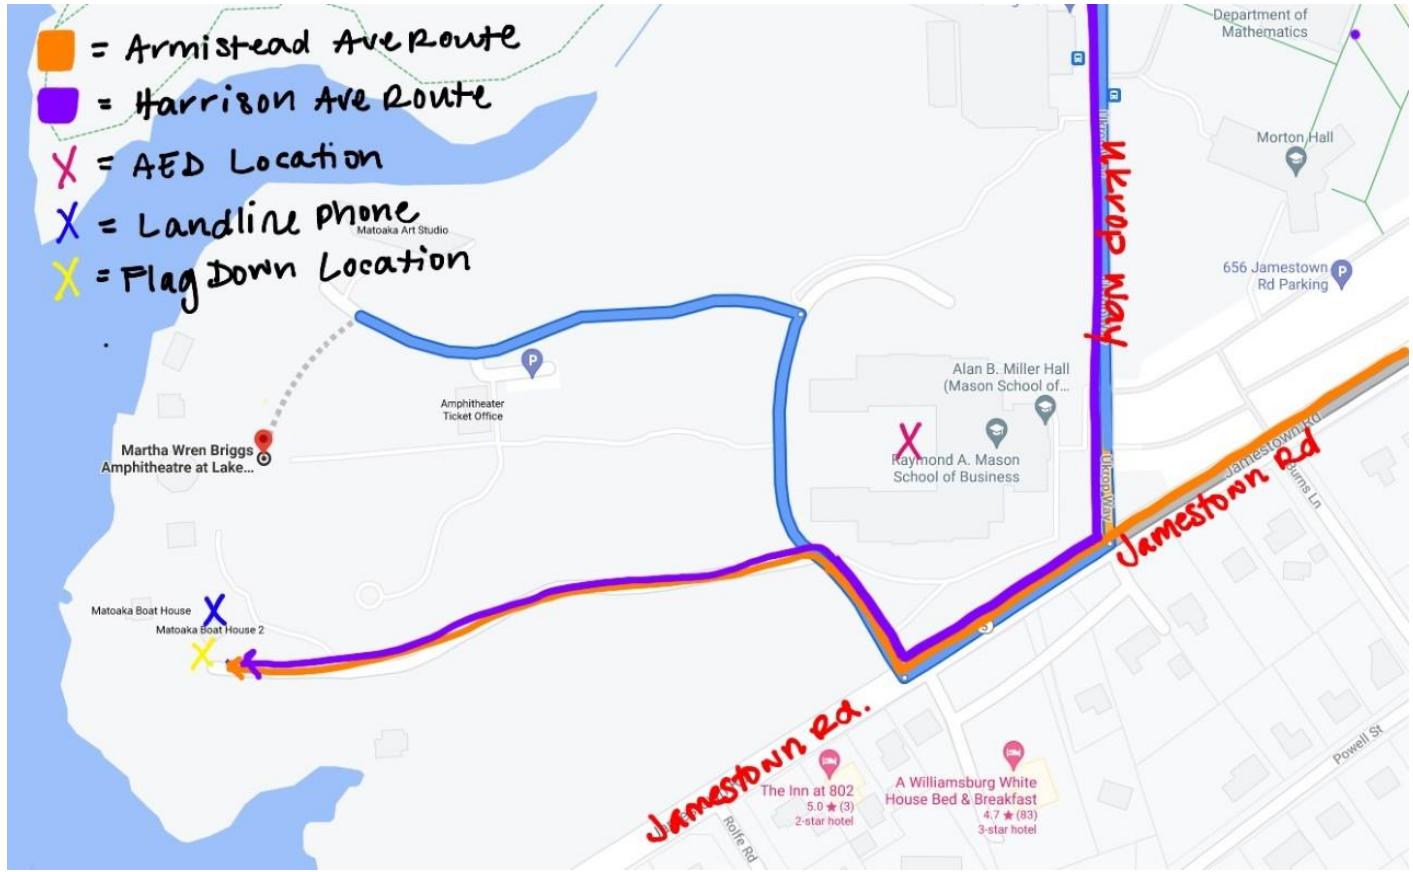 = Armistead Ave Route
= Harrison Ave Route
X = AED Location
X = Landline phone
X = Flag Down Location
Matoaka Art Studio
Department of
Mathematics
Morton Hall
656 Jamestown
Rd Parking
Ukrop Way
P
Amphitheater
Ticket Office
Alan B. Miller Hall
(Mason School of...
X
Raymond A. Mason
School of Business
Martha Wren Briggs
Amphitheatre at Lake...
Ukrop Way
Jamestown Rd
Jamestown Rd
Burns Ln
Matoaka Boat House
X
Matoaka Boat House 2
X
Jamestown Rd.
The Inn at 802
5.0 ★ (3)
2-star hotel
A Williamsburg White
House Bed & Breakfast
4.7 ★ (83)
3-star hotel
Rolfe Rd
Powell St